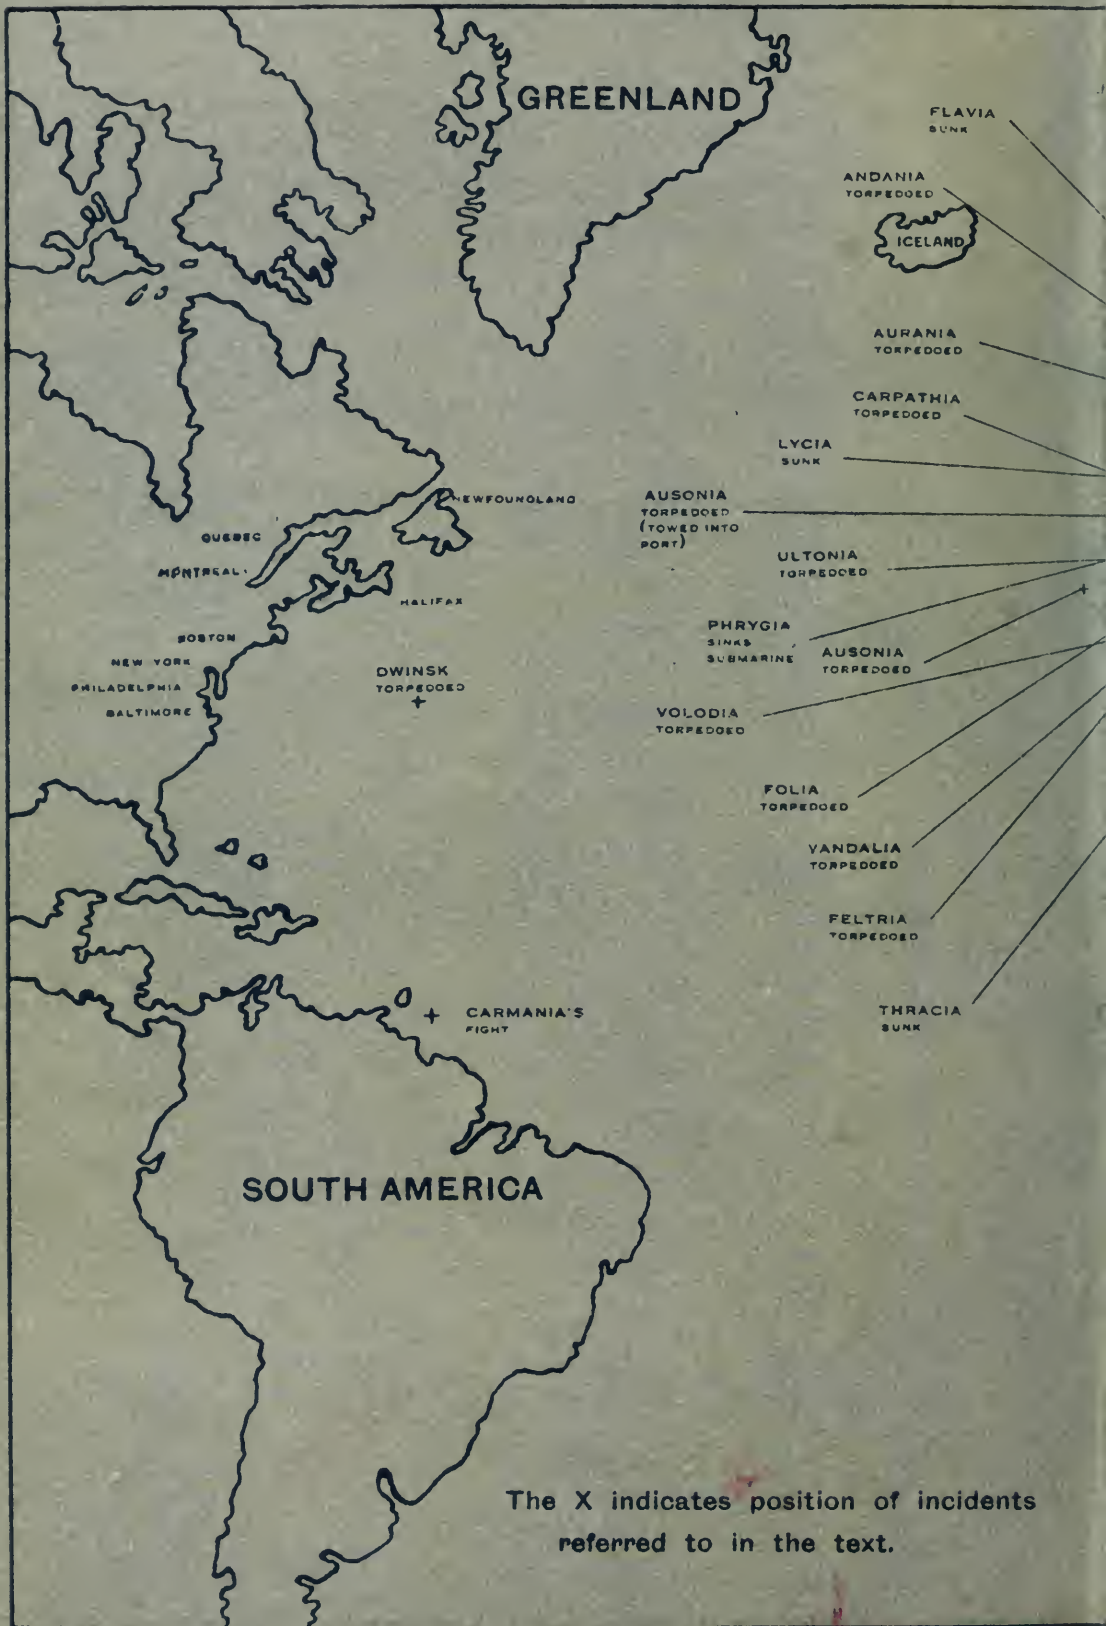 GREENLAND
FLAVIA
SUNK
ANDANIA
TORPEDOED
ICELAND
AURANIA
TORPEDOED
CARPATHIA
TORPEDOED
LYCIA
SUNK
AUSONIA
TORPEDOED
(TOWED INTO
PORT)
NEWFOUNDLAND
QUEBEC
MONTREAL
HALIFAX
ULTONIA
TORPEDOED
PHRYGIA
SINKS
SUBMARINE
AUSONIA
TORPEDOED
BOSTON
NEW YORK
PHILADELPHIA
BALTIMORE
DWINSK
TORPEDOED
VOLODIA
TORPEDOED
FOLIA
TORPEDOED
VANDALIA
TORPEDOED
FELTRIA
TORPEDOED
CARMANIA'S
FIGHT
THRACIA
SUNK
SOUTH AMERICA
The X indicates position of incidents
referred to in the text.